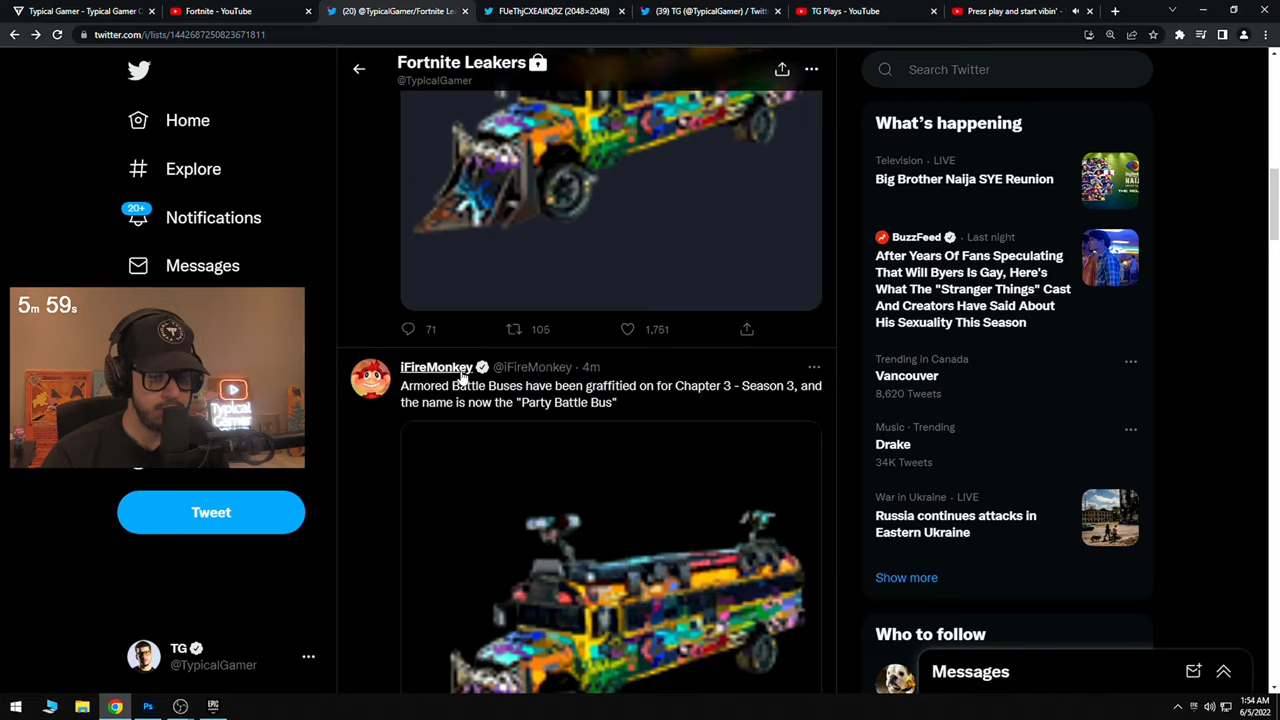 Typical Gamer - Typical Gamer C
Fortnite - YouTube
(20) @TypicalGamer/Fortnite Le
FUeThjCXEAIfQRZ (2048×2048)
(39) TG (@TypicalGamer) / Twitt
TG Plays - YouTube
Press play and start vibin' -
twitter.com/i/lists/1442687250823671811
Home
Explore
20+
Notifications
Messages
5m 59s
Typical
Gamer
Tweet
TG
@TypicalGamer
Fortnite Leakers
@TypicalGamer
71
105
1,751
iFireMonkey @iFireMonkey · 4m
Armored Battle Buses have been graffitied on for Chapter 3 - Season 3, and
the name is now the "Party Battle Bus"
Search Twitter
What's happening
Television · LIVE
Big Brother Naija SYE Reunion
BuzzFeed · Last night
After Years Of Fans Speculating
That Will Byers Is Gay, Here's
What The "Stranger Things" Cast
And Creators Have Said About
His Sexuality This Season
Trending in Canada
Vancouver
8,620 Tweets
Music · Trending
Drake
34K Tweets
War in Ukraine · LIVE
Russia continues attacks in
Eastern Ukraine
Show more
Who to follow
Messages
Ps
EPIC
GAMES
1:54 AM
6/5/2022